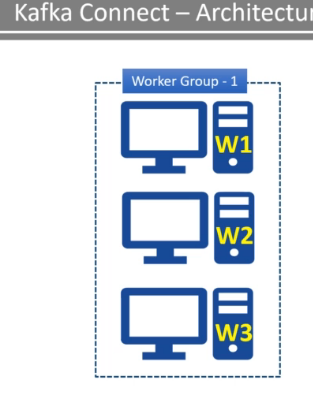 Kafka Connect – Architectur
Worker Group - 1
W1
W2
W3